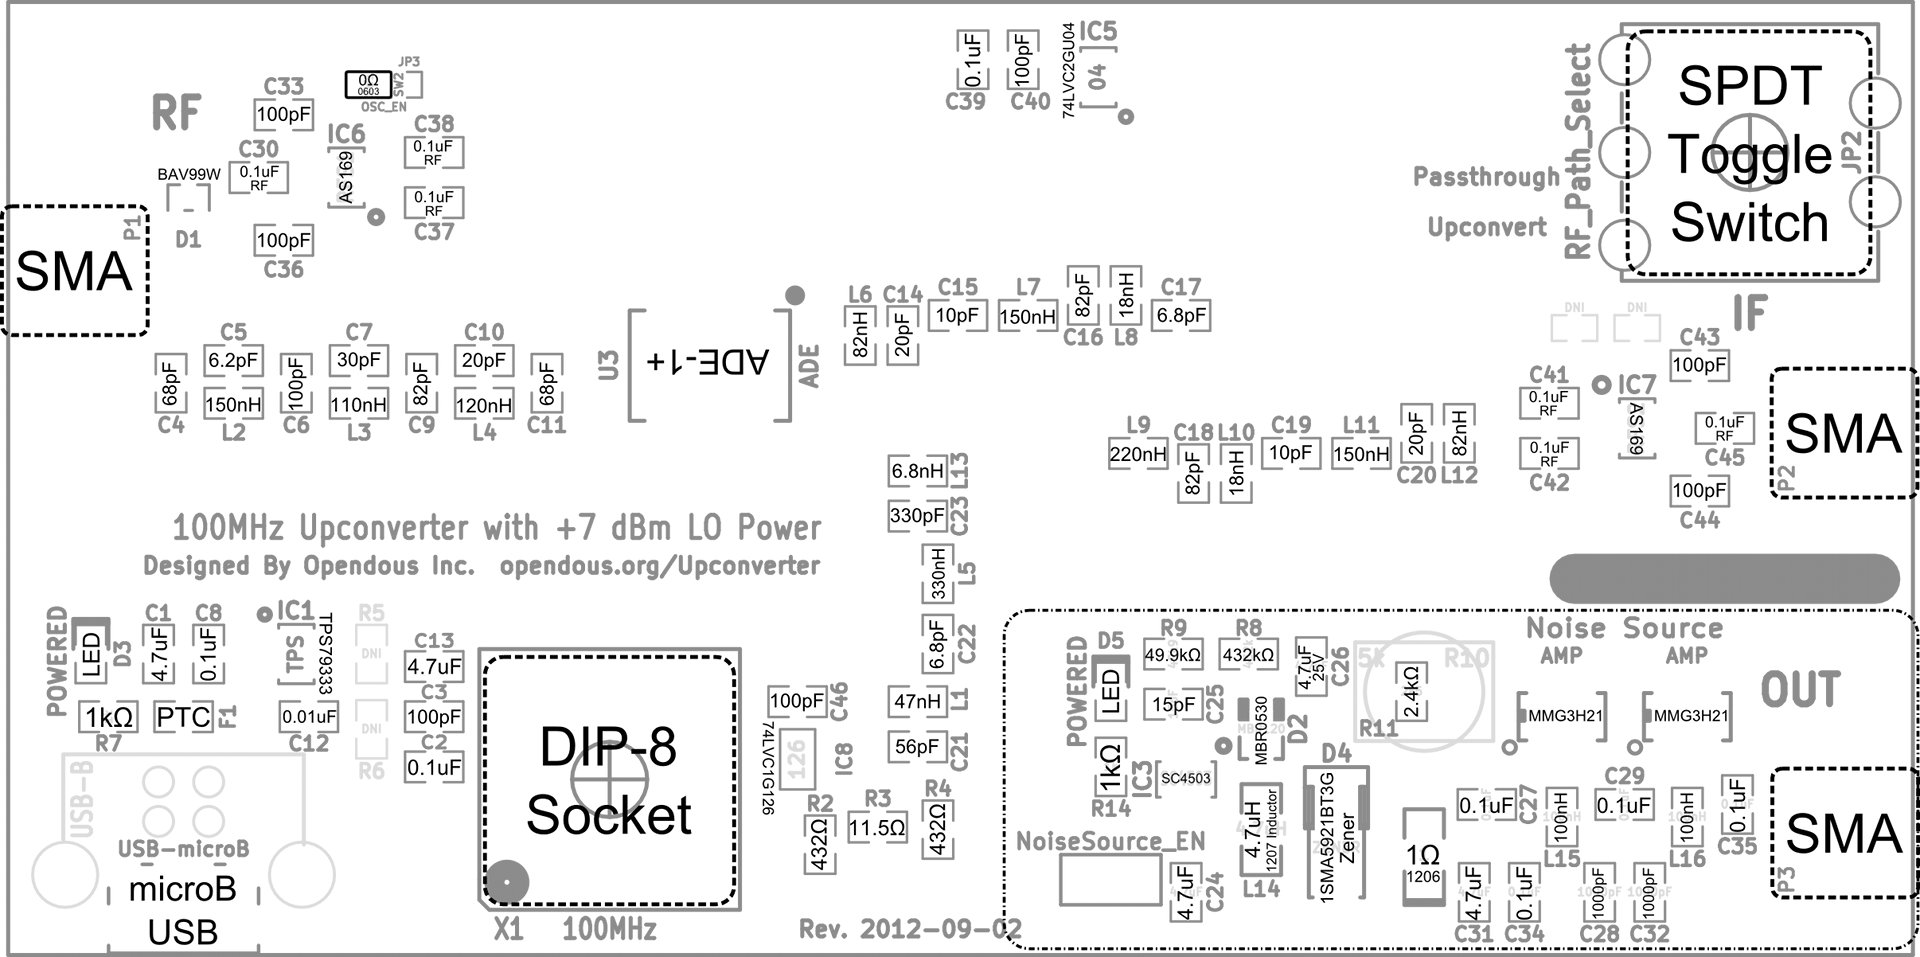 RF
C33
100pF
0Ω
0603
JP3
SW2
OSC_EN
IC6
AS169
C38
0.1uF
RF
C30
0.1uF
RF
BAV99W
D1
P1
SMA
0.1uF
RF
C37
100pF
C36
0.1uF
C39
100pF
C40
74LVC2GU04
IC5
04
RF_Path_Select
SPDT
Toggle
Switch
JP2
Passthrough
Upconvert
C5
6.2pF
C7
30pF
C10
20pF
68pF
C4
150nH
L2
100pF
C6
110nH
L3
82pF
C9
120nH
L4
68pF
C11
U3
ADE-1+
ADE
L6
82nH
C14
20pF
C15
10pF
L7
150nH
82pF
C16
18nH
L8
C17
6.8pF
DNI
DNI
IF
C43
100pF
C41
0.1uF
RF
IC7
AS169
0.1uF
RF
C45
0.1uF
RF
C42
100pF
C44
SMA
P2
L9
220nH
C18
82pF
L10
18nH
C19
10pF
L11
150nH
20pF
C20
82nH
L12
6.8nH
L13
330pF
C23
330nH
L5
6.8pF
C22
47nH
L1
56pF
C21
100MHz Upconverter with +7 dBm LO Power
Designed By Opendous Inc. opendous.org/Upconverter
POWERED
LED
D3
C1
4.7uF
C8
0.1uF
IC1
TPS
TPS79333
R5
DNI
C13
4.7uF
1kΩ
R7
PTC
F1
0.01uF
C12
DNI
R6
C3
100pF
C2
0.1uF
USB-B
USB-microB
microB
USB
DIP-8
Socket
X1 100MHz
100pF
C46
74LVC1G126
126
IC8
R2
432Ω
R3
11.5Ω
R4
432Ω
Rev. 2012-09-02
Noise Source
AMP
AMP
OUT
POWERED
D5
LED
R9
49.9kΩ
R8
432kΩ
4.7uF
25V
C26
5k
R10
2.4kΩ
R11
15pF
C25
MBR0530
D2
MMG3H21
MMG3H21
1kΩ
R14
IC3
SC4503
D4
1SMA5921BT3G
Zener
4.7uH
1207 Inductor
L14
NoiseSource_EN
4.7uF
C24
1Ω
1206
0.1uF
C27
100nH
L15
C29
0.1uF
100nH
L16
0.1uF
C35
4.7uF
C31
0.1uF
C34
1000pF
C28
1000pF
C32
SMA
P3